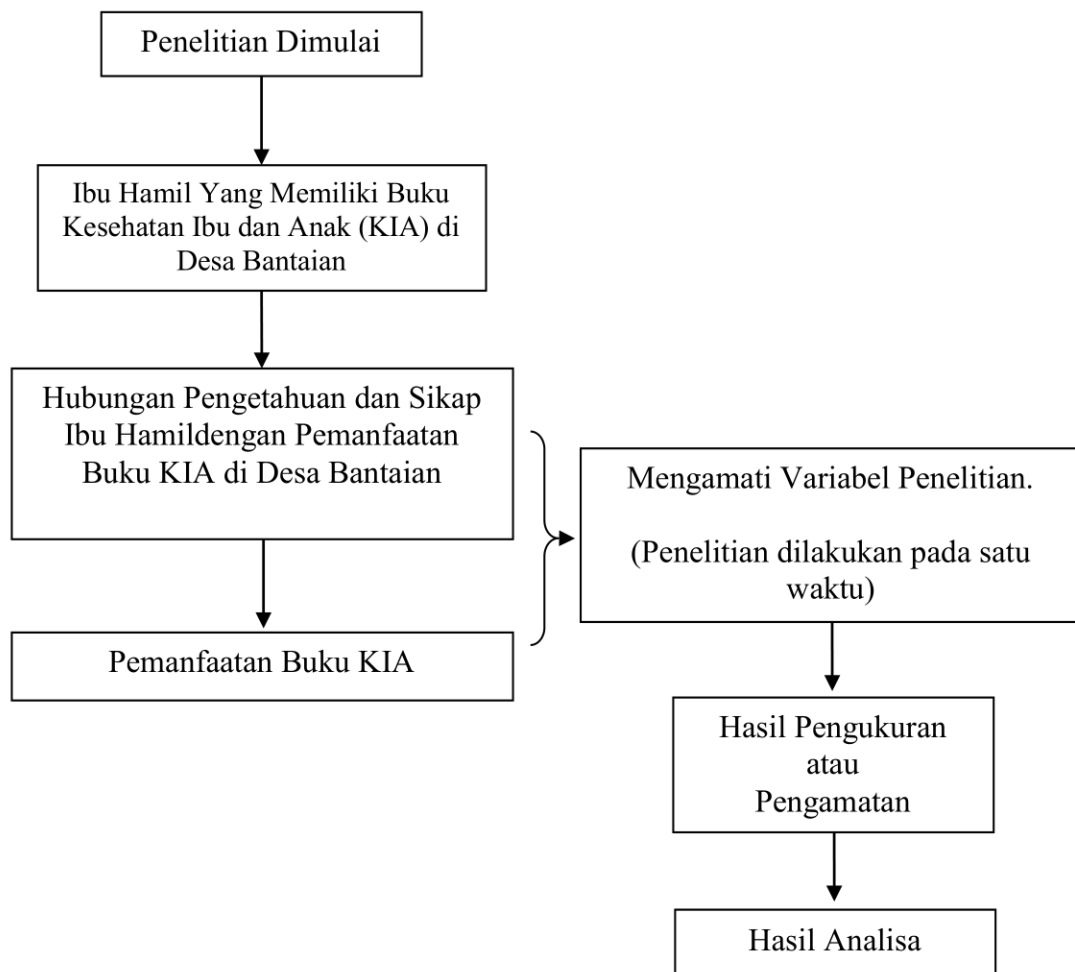 Penelitian Dimulai
Ibu Hamil Yang Memiliki Buku
Kesehatan Ibu dan Anak (KIA) di
Desa Bantaian
Hubungan Pengetahuan dan Sikap
Ibu Hamildengan Pemanfaatan
Buku KIA di Desa Bantaian
Pemanfaatan Buku KIA
Mengamati Variabel Penelitian.
(Penelitian dilakukan pada satu
waktu)
Hasil Pengukuran
atau
Pengamatan
Hasil Analisa